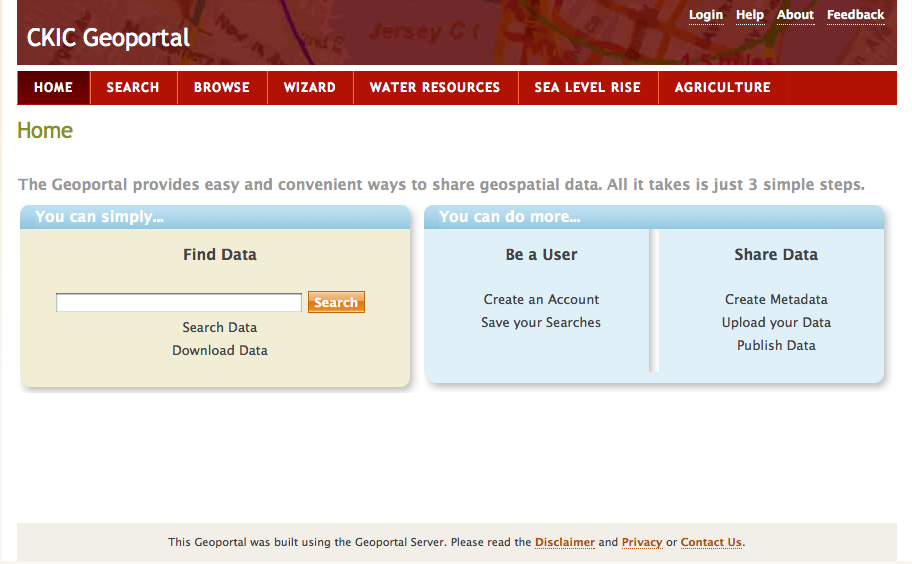 Login Help About Feedback
CKIC Geoportal
Jersey C t
4-5 miles
HOME SEARCH BROWSE WIZARD WATER RESOURCES SEA LEVEL RISE AGRICULTURE
Home
The Geoportal provides easy and convenient ways to share geospatial data. All it takes is just 3 simple steps.
You can simply...
Find Data
Search
Search Data
Download Data
You can do more...
Be a User
Create an Account
Save your Searches
Share Data
Create Metadata
Upload your Data
Publish Data
This Geoportal was built using the Geoportal Server. Please read the Disclaimer and Privacy or Contact Us.